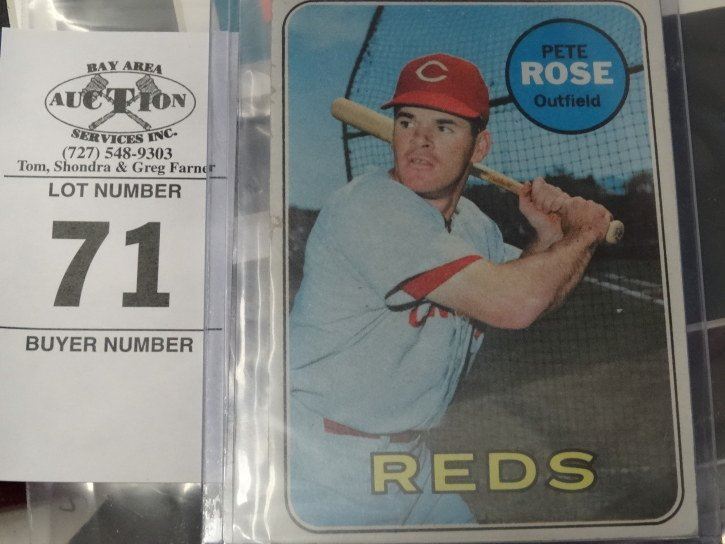 BAY AREA
AUCTION
SERVICES INC.
(727) 548-9303
Tom, Shondra & Greg Farner
LOT NUMBER
71
BUYER NUMBER
PETE
ROSE
Outfield
C
REDS